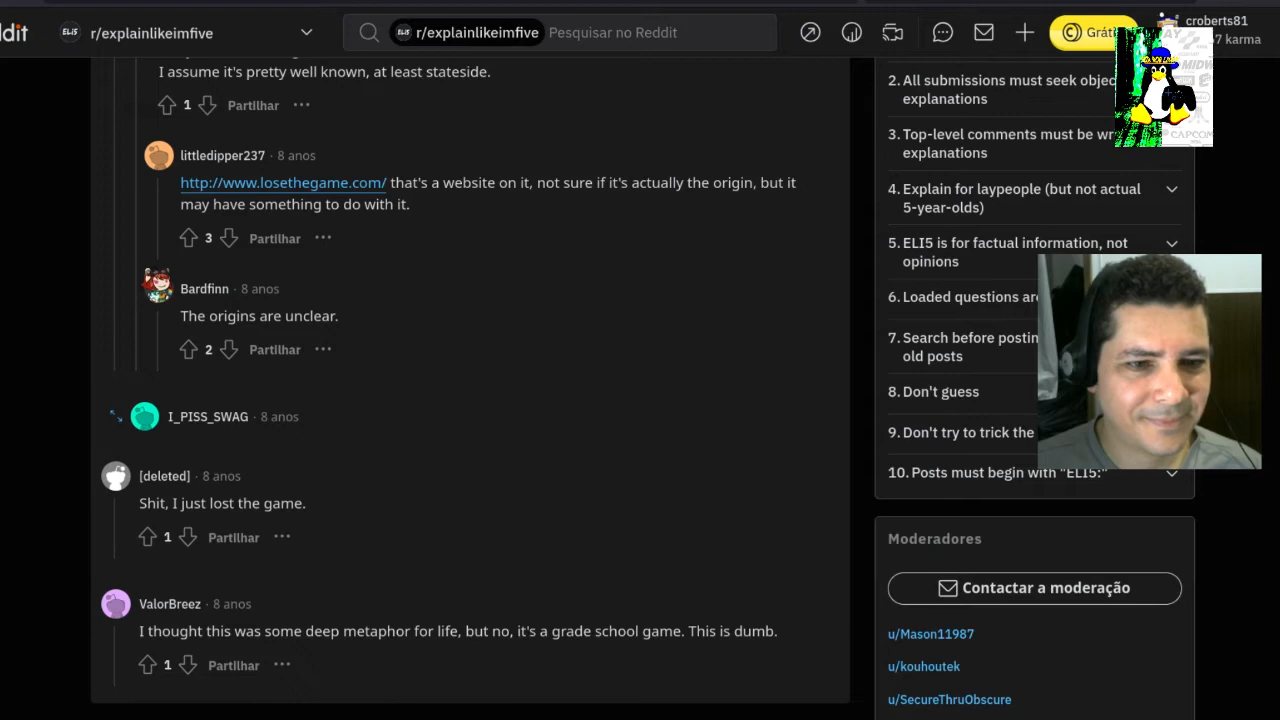 dit
r/explainlikeimfive
r/explainlikeimfive Pesquisar no Reddit
Gráti
croberts81
7 karma
I assume it's pretty well known, at least stateside.
1 Partilhar
littledipper237 · 8 anos
http://www.losethegame.com/ that's a website on it, not sure if it's actually the origin, but it
may have something to do with it.
3 Partilhar
Bardfinn · 8 anos
The origins are unclear.
2 Partilhar
I_PISS_SWAG · 8 anos
[deleted] · 8 anos
Shit, I just lost the game.
1 Partilhar
ValorBreez · 8 anos
I thought this was some deep metaphor for life, but no, it's a grade school game. This is dumb.
1 Partilhar
2. All submissions must seek objec
explanations
3. Top-level comments must be wr
explanations
4. Explain for laypeople (but not actual
5-year-olds)
5. ELI5 is for factual information, not
opinions
6. Loaded questions are
7. Search before postin
old posts
8. Don't guess
9. Don't try to trick the
10. Posts must begin with "ELI5:"
Moderadores
Contactar a moderação
u/Mason11987
u/kouhoutek
u/SecureThruObscure
MIDW
CAPCOM